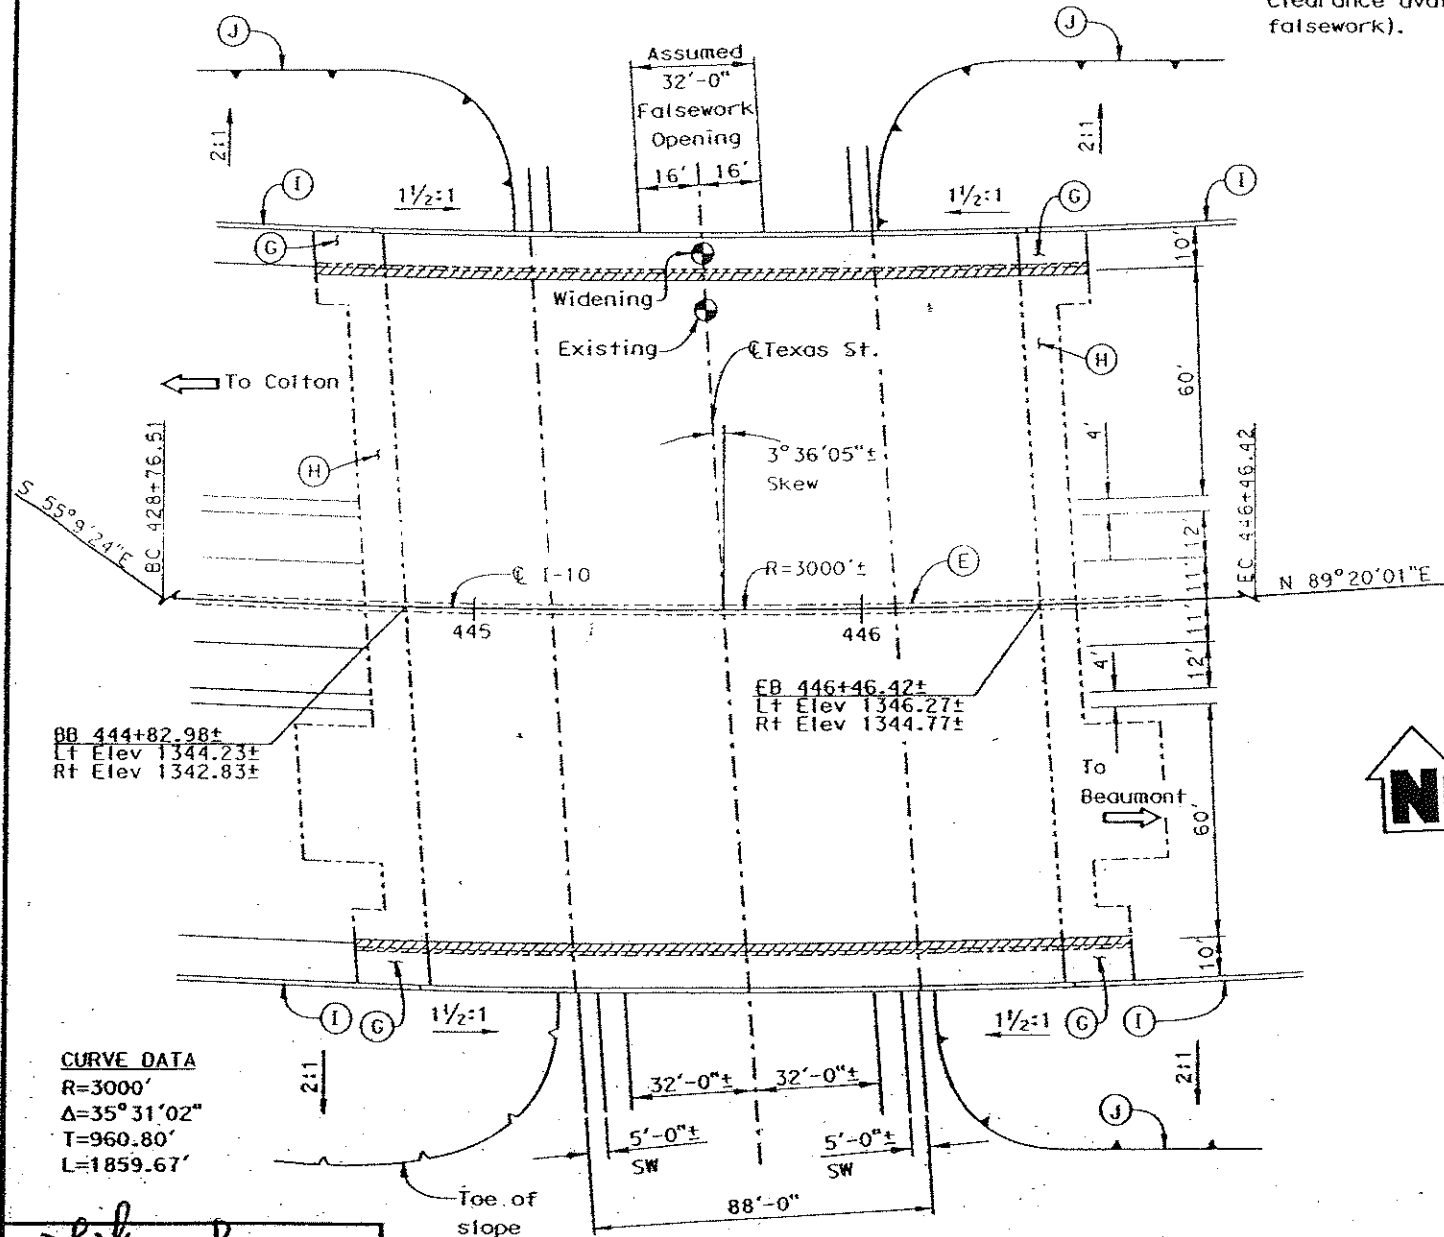 Clearance
falsework).
J
J
Assumed
32'-0"
Falsework
Opening
16'
16'
2:1
2:1
I
1½:1
1½:1
G
I
G
10'
Widening
Existing
℄ Texas St.
H
To Colton
60'
BC 428+76.51
3°36'05"±
Skew
4'
H
EC 446+46.42
S 55°9'24"E
12'
℄ I-10
R=3000'±
E
11'
N 89°20'01"E
445
446
11'
12'
4'
BB 444+82.98±
Lt Elev 1344.23±
Rt Elev 1342.83±
EB 446+46.42±
Lt Elev 1346.27±
Rt Elev 1344.77±
To
Beaumont
N
60'
10'
I
G
1½:1
1½:1
G
I
CURVE DATA
R=3000'
Δ=35°31'02"
T=960.80'
L=1859.67'
2:1
32'-0"±
32'-0"±
2:1
J
5'-0"±
SW
5'-0"±
SW
Toe of
slope
88'-0"